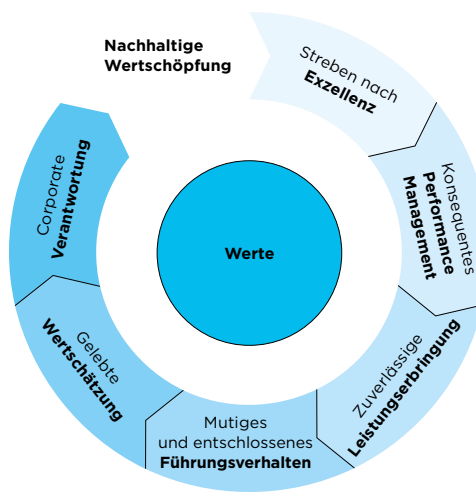 Nachhaltige
Wertschöpfung
Streben nach
Exzellenz
Konsequentes
Performance
Management
Zuverlässige
Leistungserbringung
Mutiges
und entschlossenes
Führungsverhalten
Gelebte
Wertschätzung
Corporate
Verantwortung
Werte